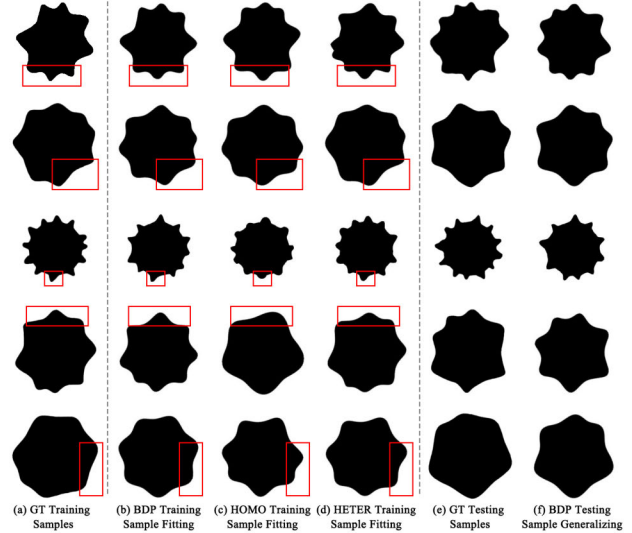 (a) GT Training
Samples
(b) BDP Training
Sample Fitting
(c) HOMO Training
Sample Fitting
(d) HETER Training
Sample Fitting
(e) GT Testing
Samples
(f) BDP Testing
Sample Generalizing